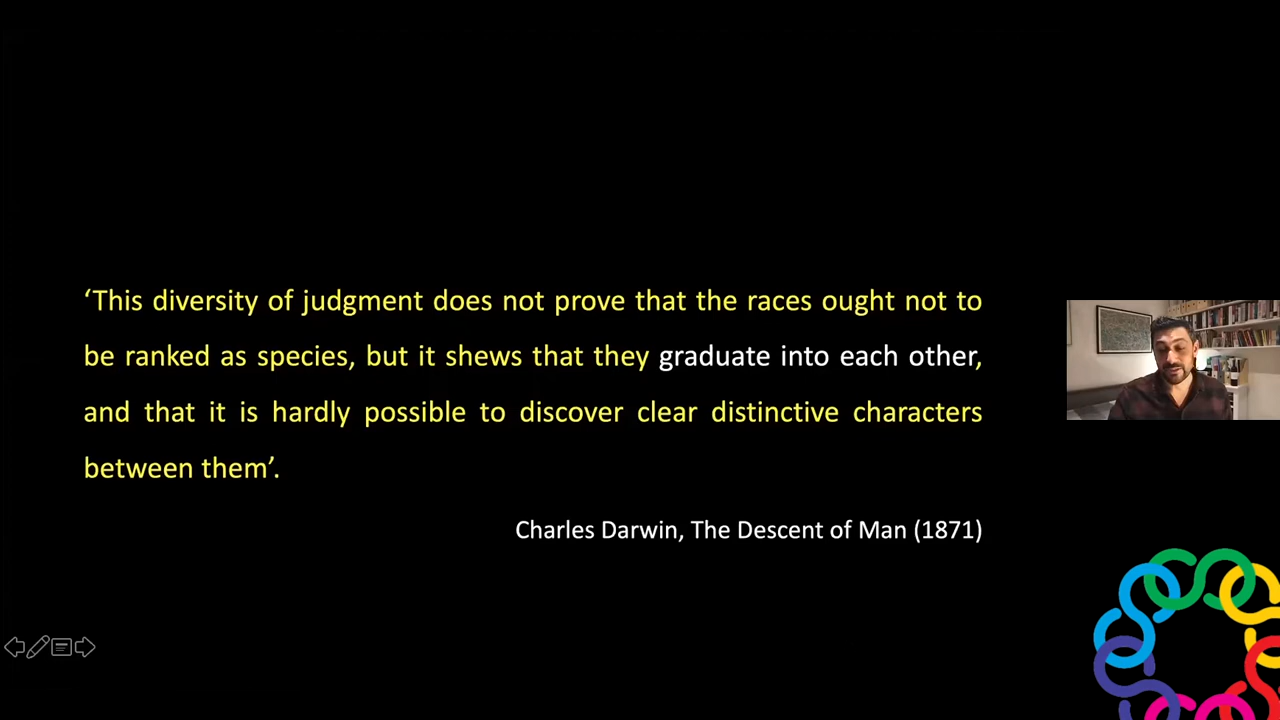 ‘This diversity of judgment does not prove that the races ought not to
be ranked as species, but it shews that they graduate into each other,
and that it is hardly possible to discover clear distinctive characters
between them’.
Charles Darwin, The Descent of Man (1871)